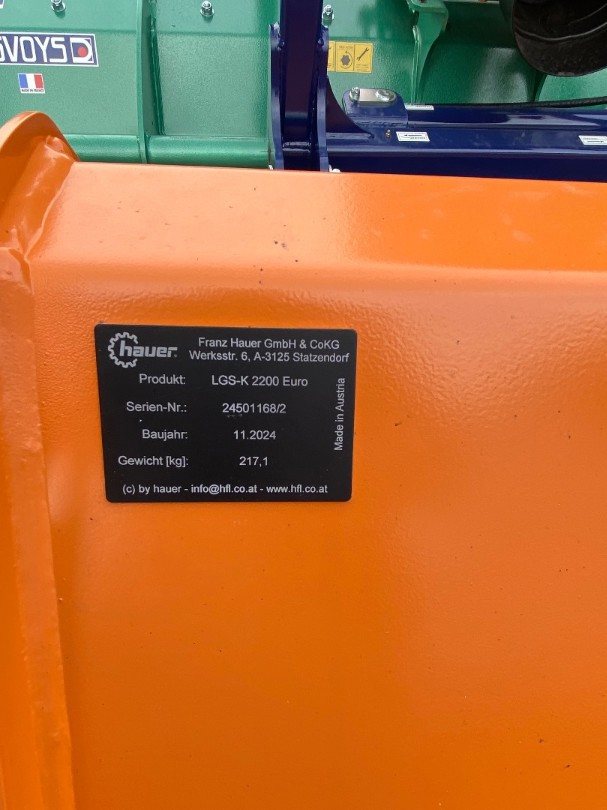 SVOYS
hauer
Franz Hauer GmbH & CoKG
Werksstr. 6, A-3125 Statzendorf
Produkt: LGS-K 2200 Euro
Serien-Nr.: 24501168/2
Baujahr: 11.2024
Gewicht [kg]: 217,1
Made in Austria
(c) by hauer - info@hfl.co.at - www.hfl.co.at